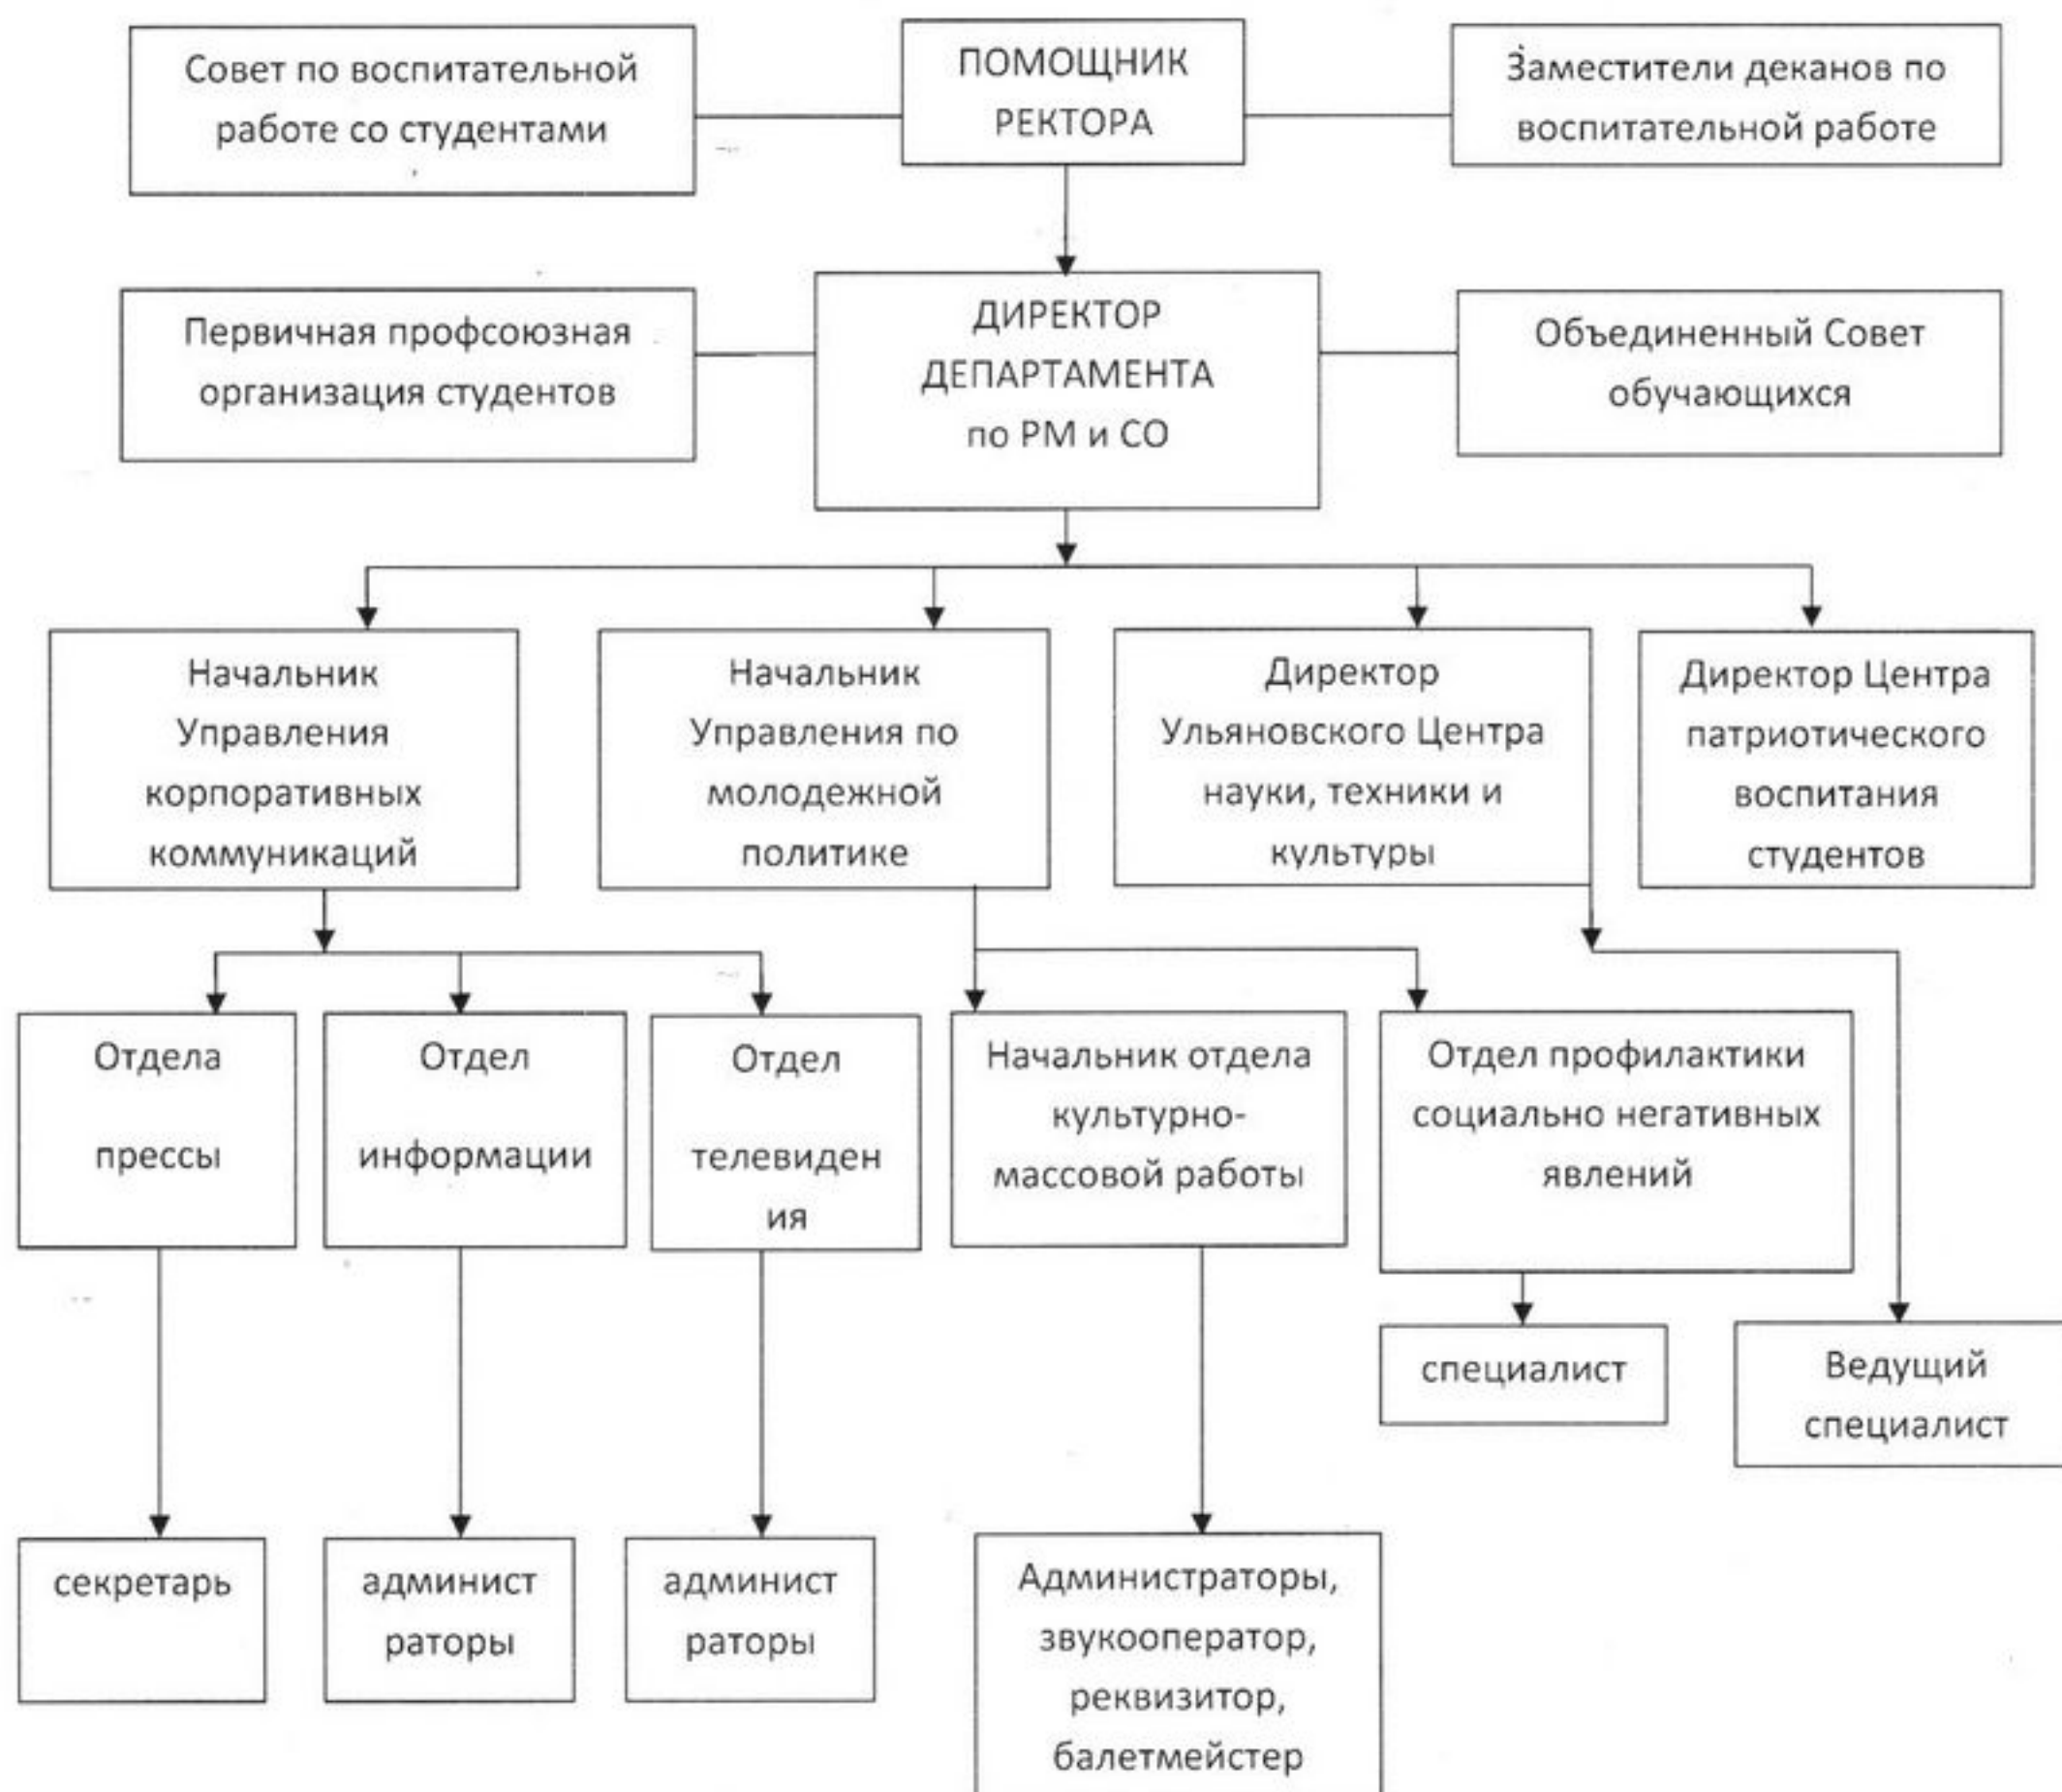 Совет по воспитательной
работе со студентами
ПОМОЩНИК
РЕКТОРА
Заместители деканов по
воспитательной работе
Первичная профсоюзная
организация студентов
ДИРЕКТОР
ДЕПАРТАМЕНТА
по РМ и СО
Объединенный Совет
обучающихся
Начальник
Управления
корпоративных
коммуникаций
Начальник
Управления по
молодежной
политике
Директор
Ульяновского Центра
науки, техники и
культуры
Директор Центра
патриотического
воспитания
студентов
Отдела
прессы
Отдел
информации
Отдел
телевиден
ия
Начальник отдела
культурно-
массовой работы
Отдел профилактики
социально негативных
явлений
специалист
Ведущий
специалист
секретарь
админист
раторы
админист
раторы
Администраторы,
звукооператор,
реквизитор,
балетмейстер